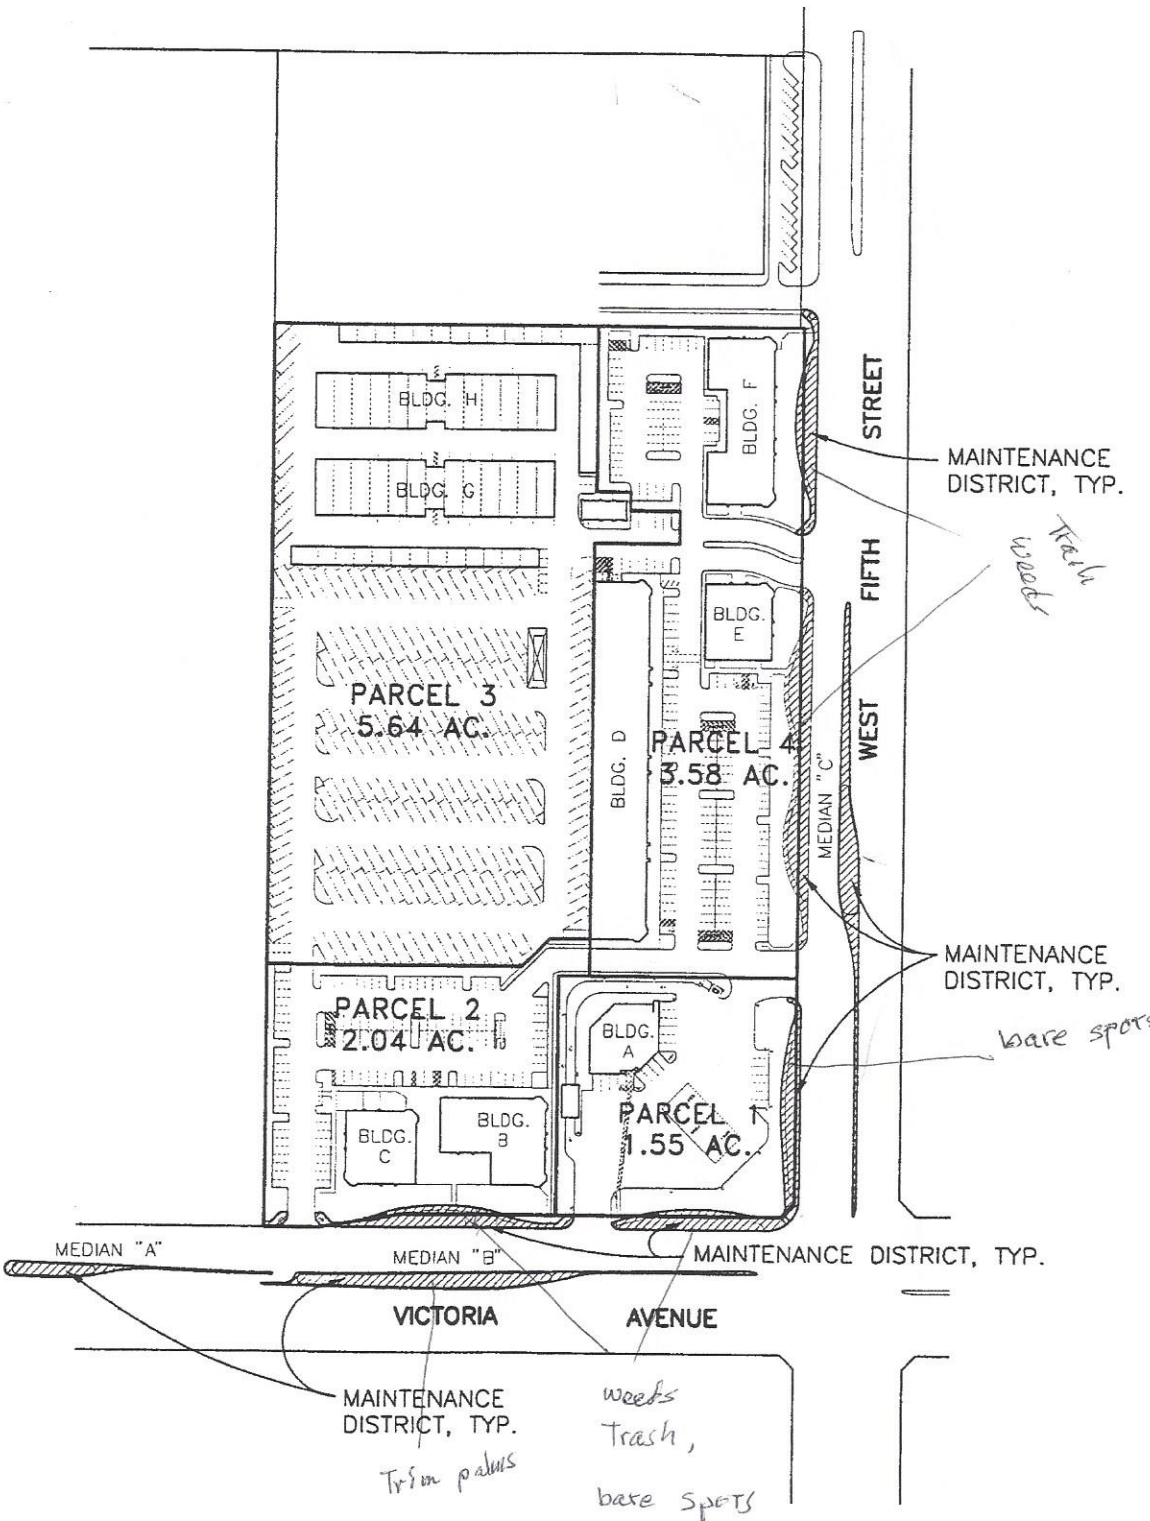 BLDG. H
BLDG. G
BLDG. F
STREET
MAINTENANCE
DISTRICT, TYP.
Trash
weeds
FIFTH
BLDG.
E
PARCEL 3
5.64 AC.
BLDG. D
PARCEL 4
3.58 AC.
MEDIAN "C"
WEST
MAINTENANCE
DISTRICT, TYP.
bare spots
PARCEL 2
2.04 AC.
BLDG.
A
PARCEL 1
1.55 AC.
BLDG.
C
BLDG.
B
MEDIAN "A"
MEDIAN "B"
MAINTENANCE DISTRICT, TYP.
VICTORIA AVENUE
MAINTENANCE
DISTRICT, TYP.
Trim palms
weeds
Trash,
bare spots